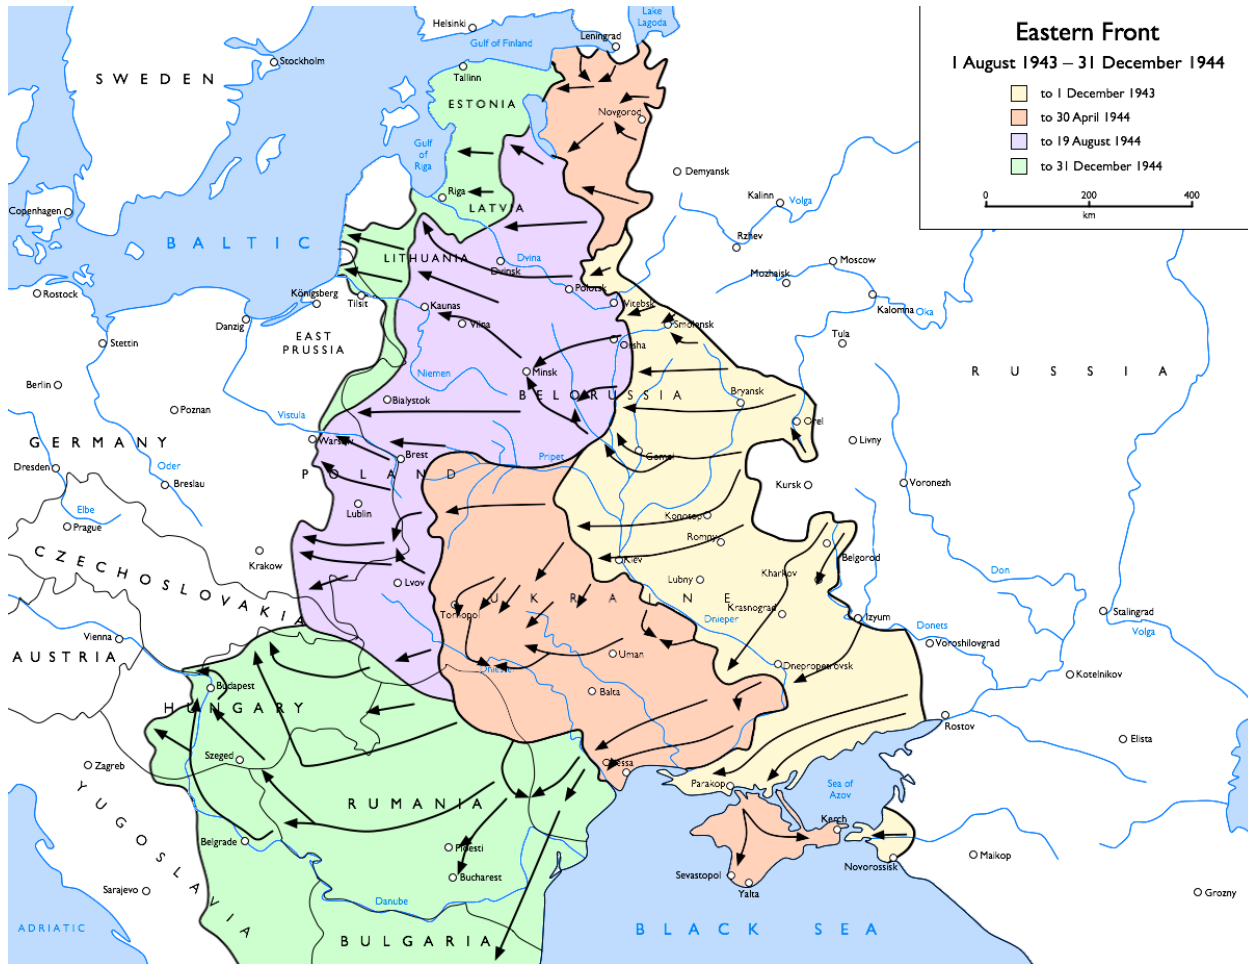 Eastern Front
1 August 1943 – 31 December 1944
to 1 December 1943
to 30 April 1944
to 19 August 1944
to 31 December 1944
0 200 400
km
Helsinki
Lake
Lagoda
Leningrad
Gulf of Finland
Stockholm
SWEDEN
Tallinn
ESTONIA
Novgorod
Gulf
of
Riga
Demyansk
Riga
Kalinn
Volga
LATVIA
Copenhagen
BALTIC
Rznev
LITHUANIA
Dvina
Dvinsk
Moscow
Mozhaisk
Rostock
Königsberg
Tilsit
Polotsk
Kaunas
Vitebsk
Kalomna
Oka
Danzig
Vilna
Smolensk
EAST
PRUSSIA
Tula
Stettin
Orsha
Minsk
RUSSIA
Niemen
Berlin
BELORUSSIA
Bryansk
Bialystok
Poznan
Vistula
Orel
GERMANY
Warsaw
Livny
Brest
Pripet
Gomel
Dresden
Oder
POLAND
Breslau
Kursk
Voronezh
Lublin
Elbe
Konotop
Prague
Romny
CZECHOSLOVAKIA
Krakow
Kiev
Belgorod
Kharkov
Don
Lvov
Lubny
UKRAINE
Krasnograd
Tornopol
Dnieper
Izyum
Stalingrad
Donets
Volga
Vienna
Voroshilovgrad
AUSTRIA
Uman
Dniester
Dnepropetrovsk
Kotelnikov
Budapest
Balta
HUNGARY
Rostov
Szeged
Elista
Zagreb
Odessa
Parakop
Sea of
Azov
YUGOSLAVIA
RUMANIA
Kerch
Belgrade
Ploesti
Novorossisk
Maikop
Bucharest
Sevastopol
Yalta
Sarajevo
Grozny
Danube
ADRIATIC
BULGARIA
BLACK SEA